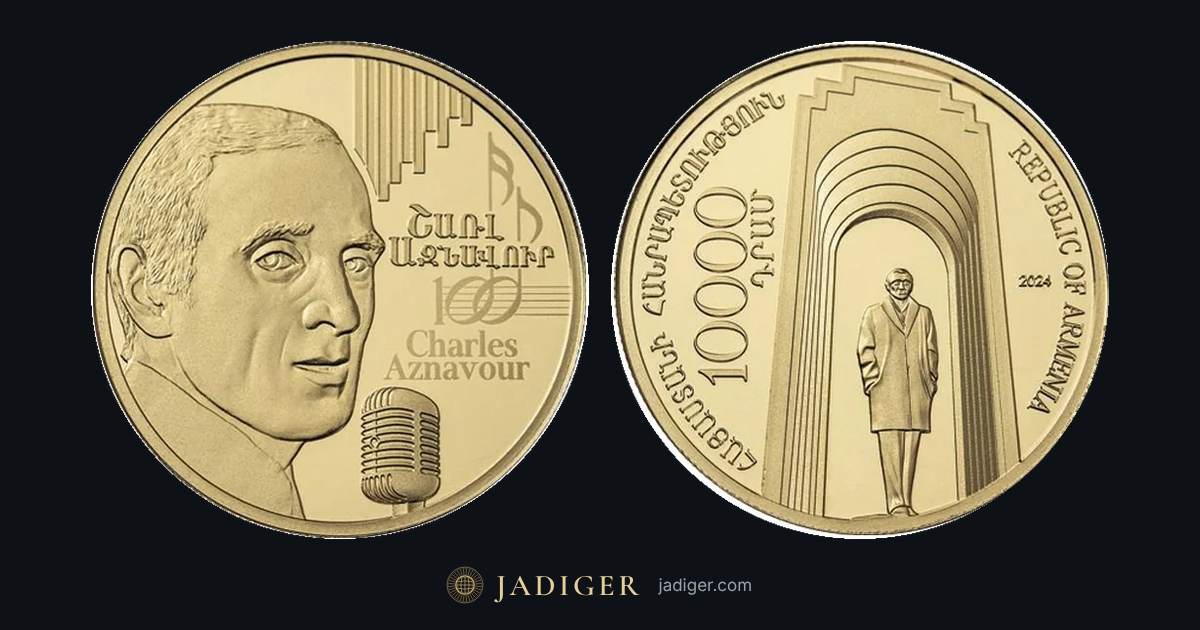 ՇԱՌԼ
ԱԶՆԱՎՈՒՐ
100
Charles
Aznavour
ՀԱՅԱՍՏԱՆԻ ՀԱՆՐԱՊԵՏՈՒԹՅՈՒՆ
10000
ԴՐԱՄ
2024
REPUBLIC OF ARMENIA
JADIGER
jadiger.com